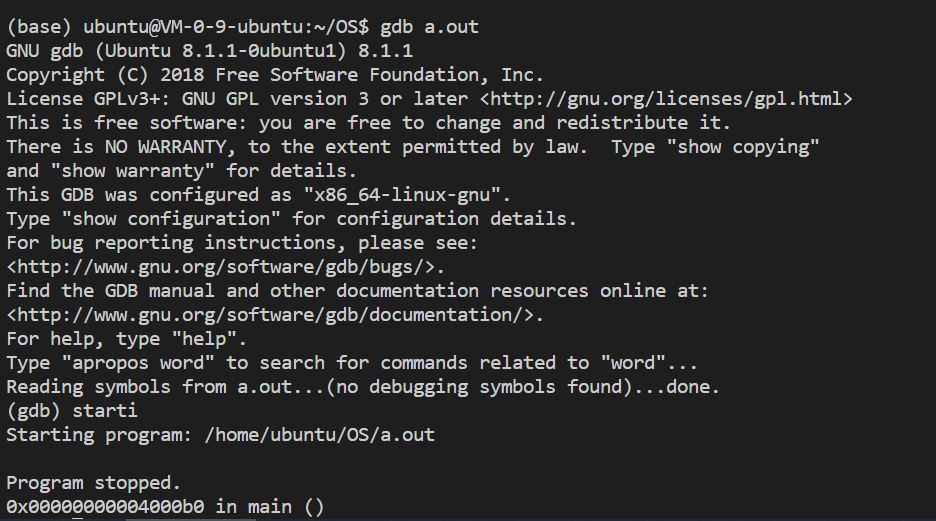 (base) ubuntu@VM-0-9-ubuntu:~/OS$ gdb a.out
GNU gdb (Ubuntu 8.1.1-0ubuntu1) 8.1.1
Copyright (C) 2018 Free Software Foundation, Inc.
License GPLv3+: GNU GPL version 3 or later <http://gnu.org/licenses/gpl.html>
This is free software: you are free to change and redistribute it.
There is NO WARRANTY, to the extent permitted by law.  Type "show copying"
and "show warranty" for details.
This GDB was configured as "x86_64-linux-gnu".
Type "show configuration" for configuration details.
For bug reporting instructions, please see:
<http://www.gnu.org/software/gdb/bugs/>.
Find the GDB manual and other documentation resources online at:
<http://www.gnu.org/software/gdb/documentation/>.
For help, type "help".
Type "apropos word" to search for commands related to "word"...
Reading symbols from a.out...(no debugging symbols found)...done.
(gdb) starti
Starting program: /home/ubuntu/OS/a.out
Program stopped.
0x00000000004000b0 in main ()